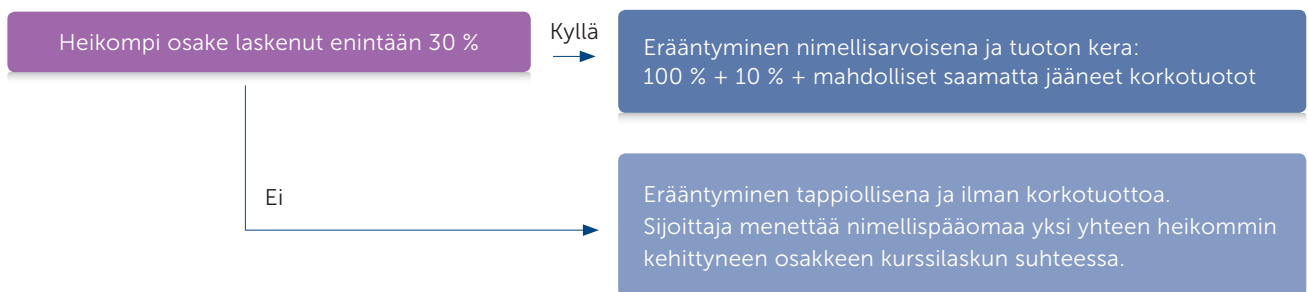 Heikompi osake laskenut enintään 30 %
Kyllä
Erääntyminen nimellisarvoisena ja tuoton kera:
100 % + 10 % + mahdolliset saamatta jääneet korkotuotot
Ei
Erääntyminen tappiollisena ja ilman korkotuottoa.
Sijoittaja menettää nimellispääomaa yksi yhteen heikommin
kehittyneen osakkeen kurssilaskun suhteessa.